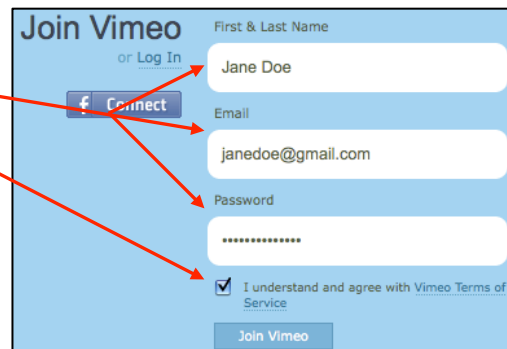 Join Vimeo
or Log In
f Connect
First & Last Name
Jane Doe
Email
janedoe@gmail.com
Password
••••••••••••••
I understand and agree with Vimeo Terms of
Service
Join Vimeo